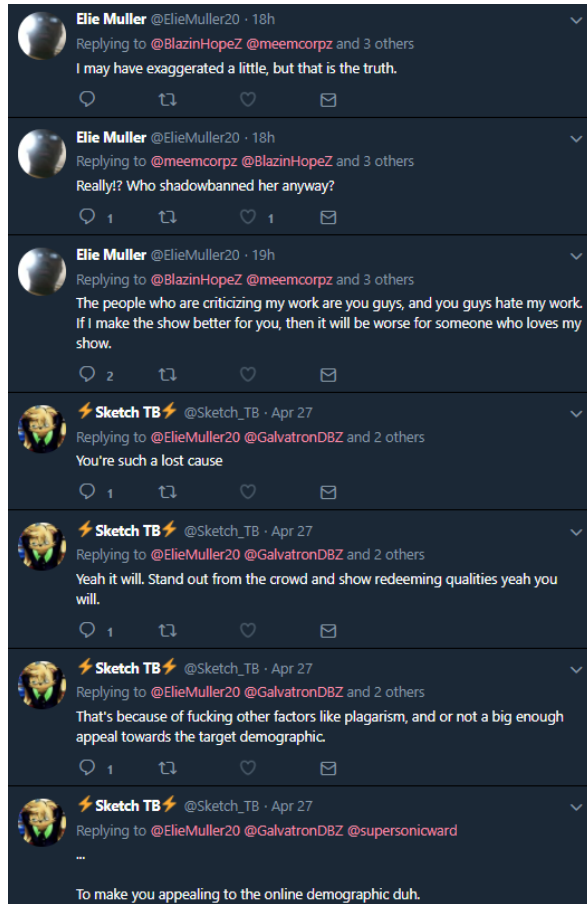 Elie Muller @ElieMuller20 · 18h
Replying to @BlazinHopeZ @meemcorpz and 3 others
I may have exaggerated a little, but that is the truth.
Elie Muller @ElieMuller20 · 18h
Replying to @meemcorpz @BlazinHopeZ and 3 others
Really!? Who shadowbanned her anyway?
1 1
Elie Muller @ElieMuller20 · 19h
Replying to @BlazinHopeZ @meemcorpz and 3 others
The people who are criticizing my work are you guys, and you guys hate my work.
If I make the show better for you, then it will be worse for someone who loves my
show.
2
⚡Sketch TB⚡ @Sketch_TB · Apr 27
Replying to @ElieMuller20 @GalvatronDBZ and 2 others
You're such a lost cause
1
⚡Sketch TB⚡ @Sketch_TB · Apr 27
Replying to @ElieMuller20 @GalvatronDBZ and 2 others
Yeah it will. Stand out from the crowd and show redeeming qualities yeah you
will.
1
⚡Sketch TB⚡ @Sketch_TB · Apr 27
Replying to @ElieMuller20 @GalvatronDBZ and 2 others
That's because of fucking other factors like plagarism, and or not a big enough
appeal towards the target demographic.
1
⚡Sketch TB⚡ @Sketch_TB · Apr 27
Replying to @ElieMuller20 @GalvatronDBZ @supersonicward
...
To make you appealing to the online demographic duh.